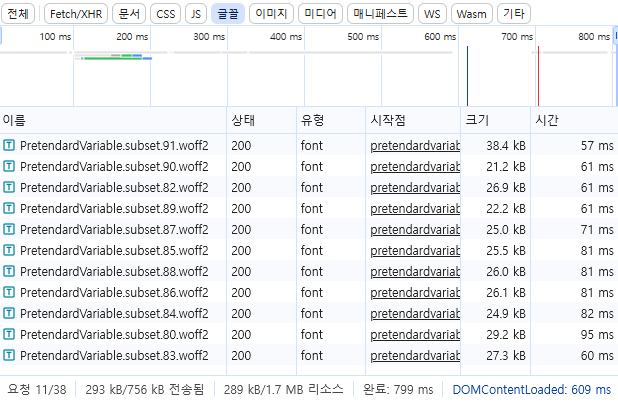 전체 Fetch/XHR 문서 CSS JS 글꼴 이미지 미디어 매니페스트 WS Wasm 기타
100 ms 200 ms 300 ms 400 ms 500 ms 600 ms 700 ms 800 ms
이름 상태 유형 시작점 크기 시간
PretendardVariable.subset.91.woff2 200 font pretendardvariab 38.4 kB 57 ms
PretendardVariable.subset.90.woff2 200 font pretendardvariab 21.2 kB 61 ms
PretendardVariable.subset.82.woff2 200 font pretendardvariab 26.9 kB 61 ms
PretendardVariable.subset.89.woff2 200 font pretendardvariab 22.2 kB 61 ms
PretendardVariable.subset.87.woff2 200 font pretendardvariab 25.0 kB 71 ms
PretendardVariable.subset.85.woff2 200 font pretendardvariab 25.5 kB 81 ms
PretendardVariable.subset.88.woff2 200 font pretendardvariab 26.0 kB 81 ms
PretendardVariable.subset.86.woff2 200 font pretendardvariab 26.1 kB 81 ms
PretendardVariable.subset.84.woff2 200 font pretendardvariab 24.9 kB 82 ms
PretendardVariable.subset.80.woff2 200 font pretendardvariab 29.2 kB 95 ms
PretendardVariable.subset.83.woff2 200 font pretendardvariab 27.3 kB 60 ms
요청 11/38 293 kB/756 kB 전송됨 289 kB/1.7 MB 리소스 완료: 799 ms DOMContentLoaded: 609 ms